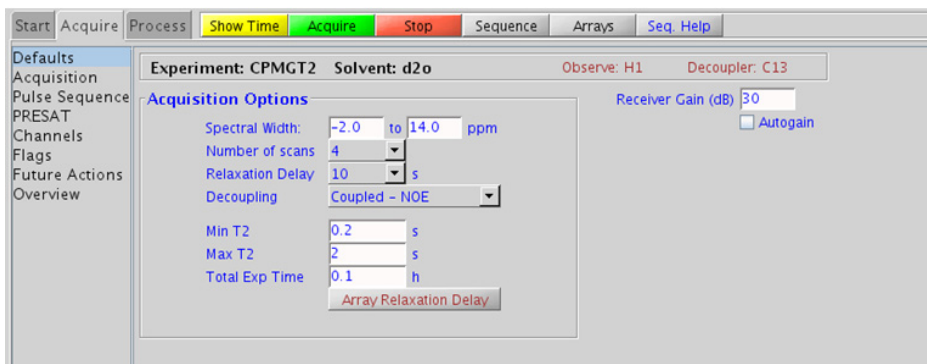 Start Acquire Process Show Time Acquire Stop Sequence Arrays Seq. Help
Defaults
Acquisition
Pulse Sequence
PRESAT
Channels
Flags
Future Actions
Overview
Experiment: CPMGT2 Solvent: d2o Observe: H1 Decoupler: C13
Acquisition Options
Spectral Width: -2.0 to 14.0 ppm
Number of scans 4
Relaxation Delay 10 s
Decoupling Coupled - NOE
Min T2 0.2 s
Max T2 2 s
Total Exp Time 0.1 h
Array Relaxation Delay
Receiver Gain (dB) 30
Autogain